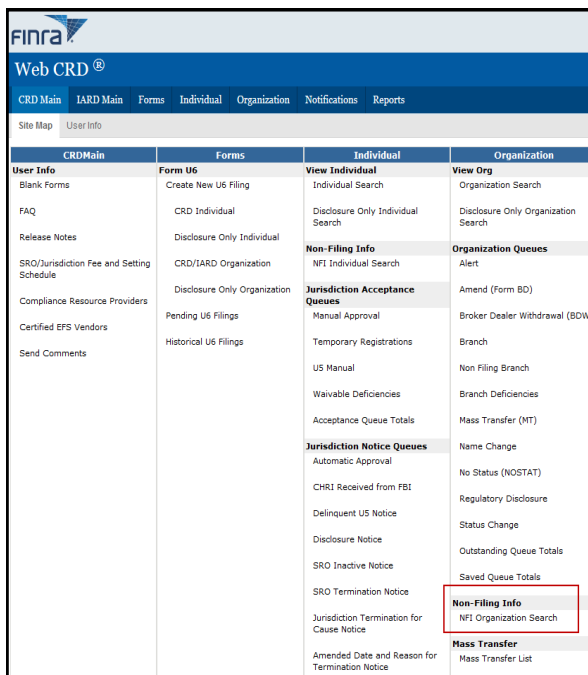 Finra
Web CRD ®
CRD Main IARD Main Forms Individual Organization Notifications Reports
Site Map User Info
CRDMain
User Info
Blank Forms
FAQ
Release Notes
SRO/Jurisdiction Fee and Setting
Schedule
Compliance Resource Providers
Certified EFS Vendors
Send Comments
Forms
Form U6
Create New U6 Filing
CRD Individual
Disclosure Only Individual
CRD/IARD Organization
Disclosure Only Organization
Pending U6 Filings
Historical U6 Filings
Individual
View Individual
Individual Search
Disclosure Only Individual
Search
Non-Filing Info
NFI Individual Search
Jurisdiction Acceptance
Queues
Manual Approval
Temporary Registrations
U5 Manual
Waivable Deficiencies
Acceptance Queue Totals
Jurisdiction Notice Queues
Automatic Approval
CHRI Received from FBI
Delinquent U5 Notice
Disclosure Notice
SRO Inactive Notice
SRO Termination Notice
Jurisdiction Termination for
Cause Notice
Amended Date and Reason for
Termination Notice
Organization
View Org
Organization Search
Disclosure Only Organization
Search
Organization Queues
Alert
Amend (Form BD)
Broker Dealer Withdrawal (BDW
Branch
Non Filing Branch
Branch Deficiencies
Mass Transfer (MT)
Name Change
No Status (NOSTAT)
Regulatory Disclosure
Status Change
Outstanding Queue Totals
Saved Queue Totals
Non-Filing Info
NFI Organization Search
Mass Transfer
Mass Transfer List